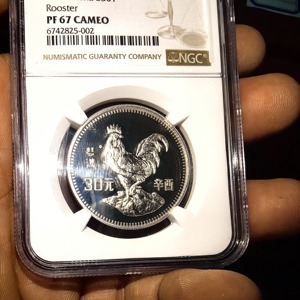 Rooster
PF 67 CAMEO
6742825-002
NUMISMATIC GUARANTY COMPANY
NGC
30元
辛酉